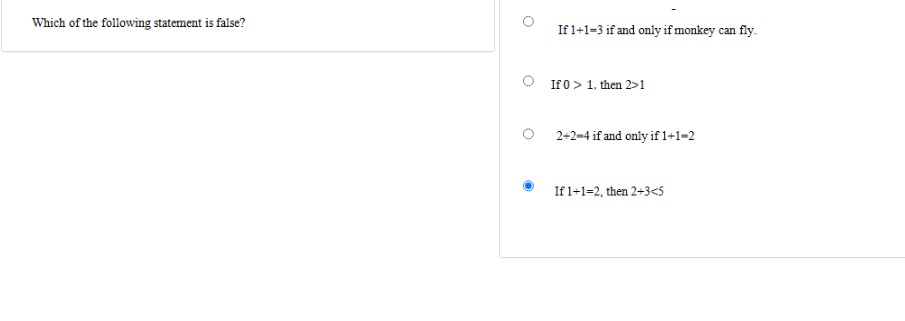 Which of the following statement is false?
If 1+1=3 if and only if monkey can fly.
If 0 > 1, then 2>1
2+2=4 if and only if 1+1=2
If 1+1=2, then 2+3<5